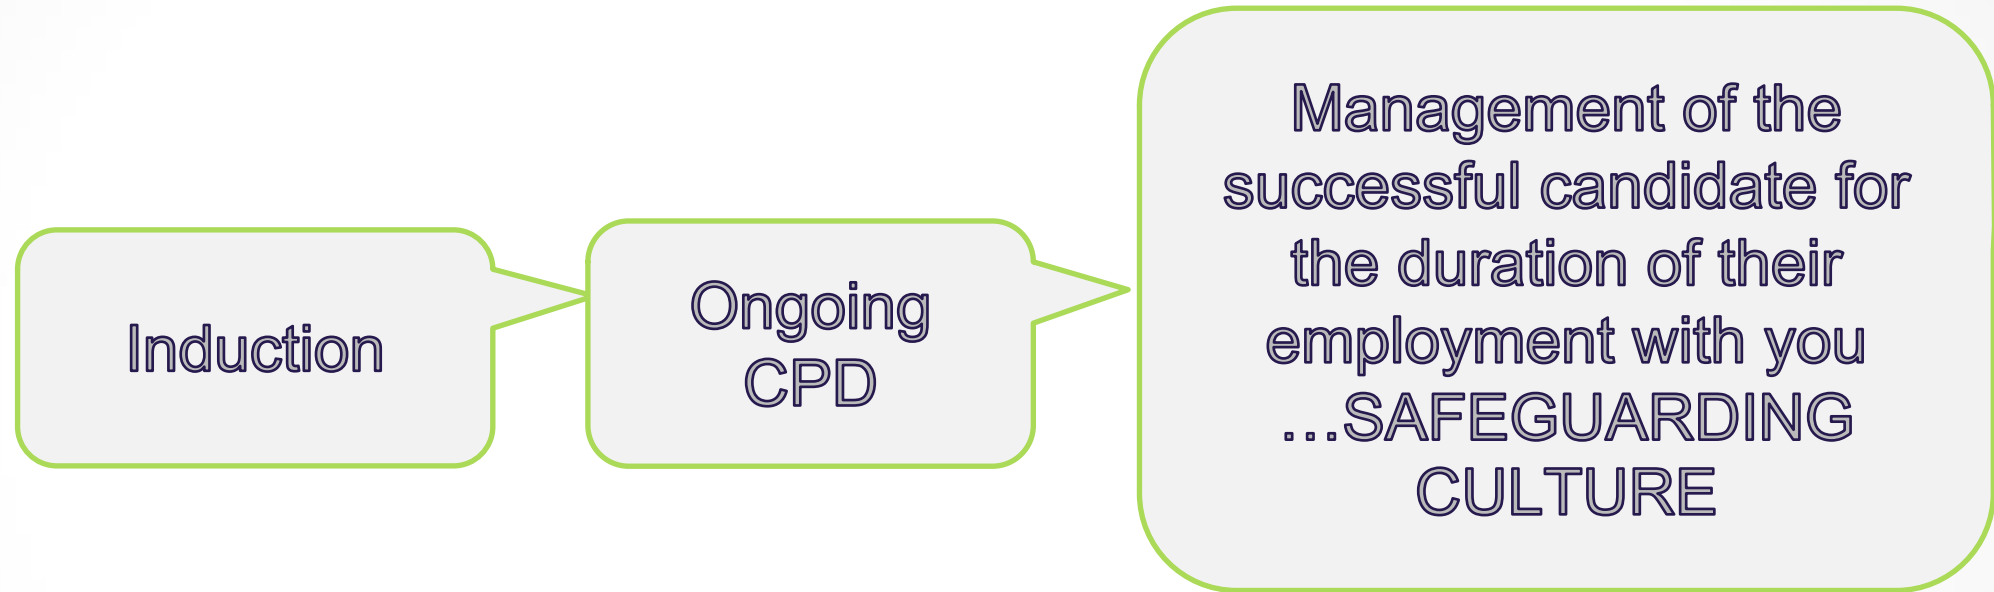 Induction
Ongoing
CPD
Management of the
successful candidate for
the duration of their
employment with you
…SAFEGUARDING
CULTURE